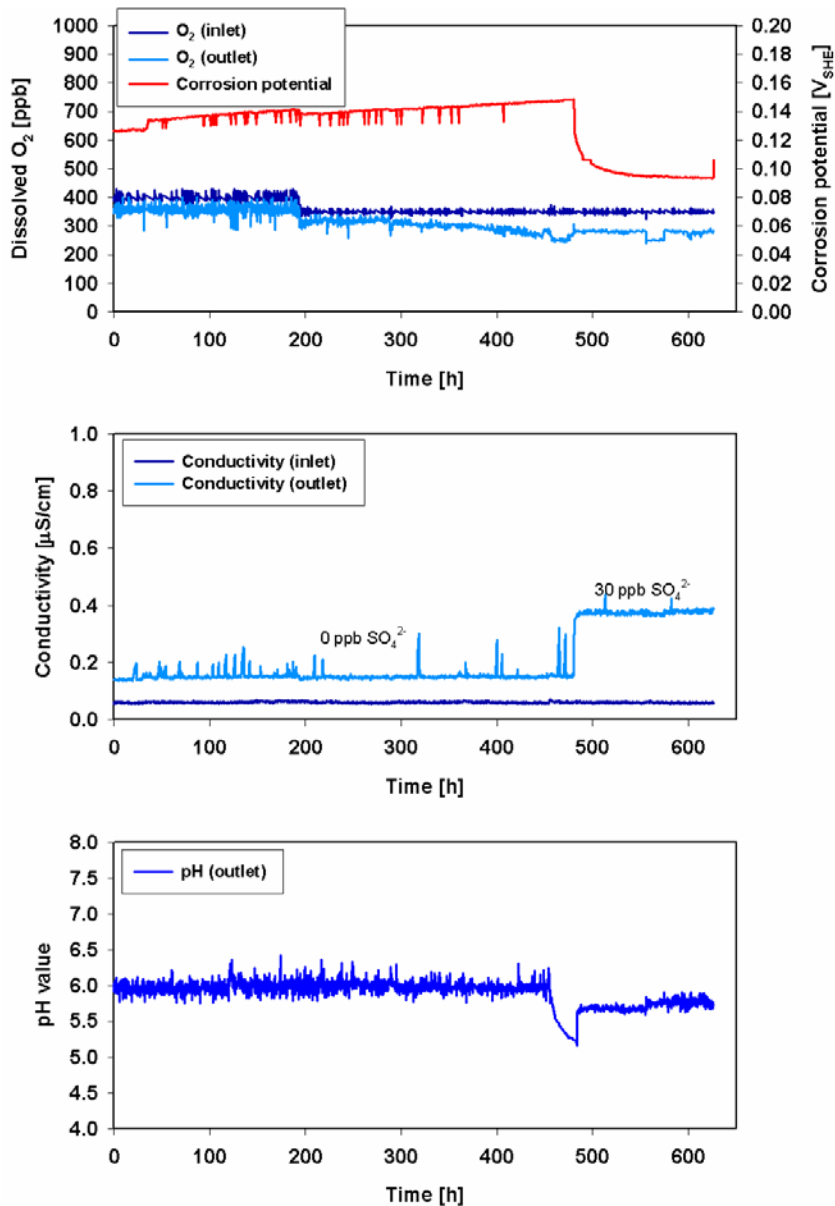 O₂ (inlet)
O₂ (outlet)
Corrosion potential
Dissolved O₂ [ppb]
1000
900
800
700
600
500
400
300
200
100
0
Corrosion potential [V_SHE]
0.20
0.18
0.16
0.14
0.12
0.10
0.08
0.06
0.04
0.02
0.00
0 100 200 300 400 500 600
Time [h]
Conductivity (inlet)
Conductivity (outlet)
Conductivity [µS/cm]
1.0
0.8
0.6
0.4
0.2
0.0
0 ppb SO₄²⁻
30 ppb SO₄²⁻
0 100 200 300 400 500 600
Time [h]
pH (outlet)
pH value
8.0
7.5
7.0
6.5
6.0
5.5
5.0
4.5
4.0
0 100 200 300 400 500 600
Time [h]